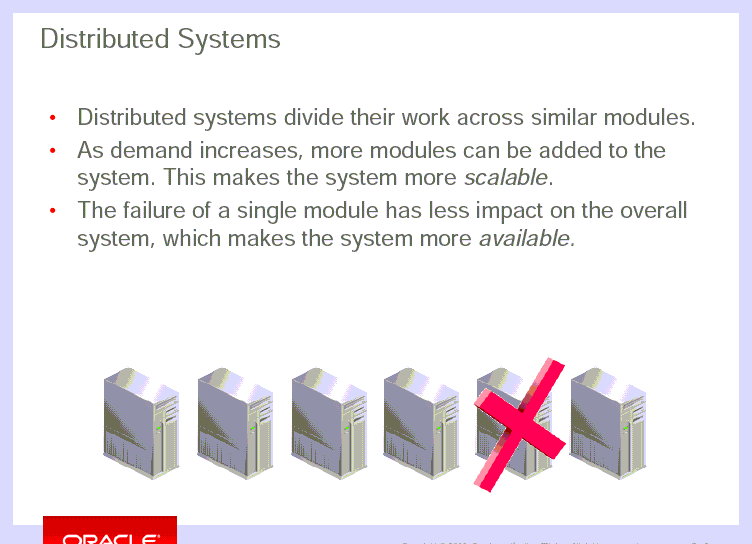 Distributed Systems
• Distributed systems divide their work across similar modules.
• As demand increases, more modules can be added to the
system. This makes the system more scalable.
• The failure of a single module has less impact on the overall
system, which makes the system more available.
ORACLE